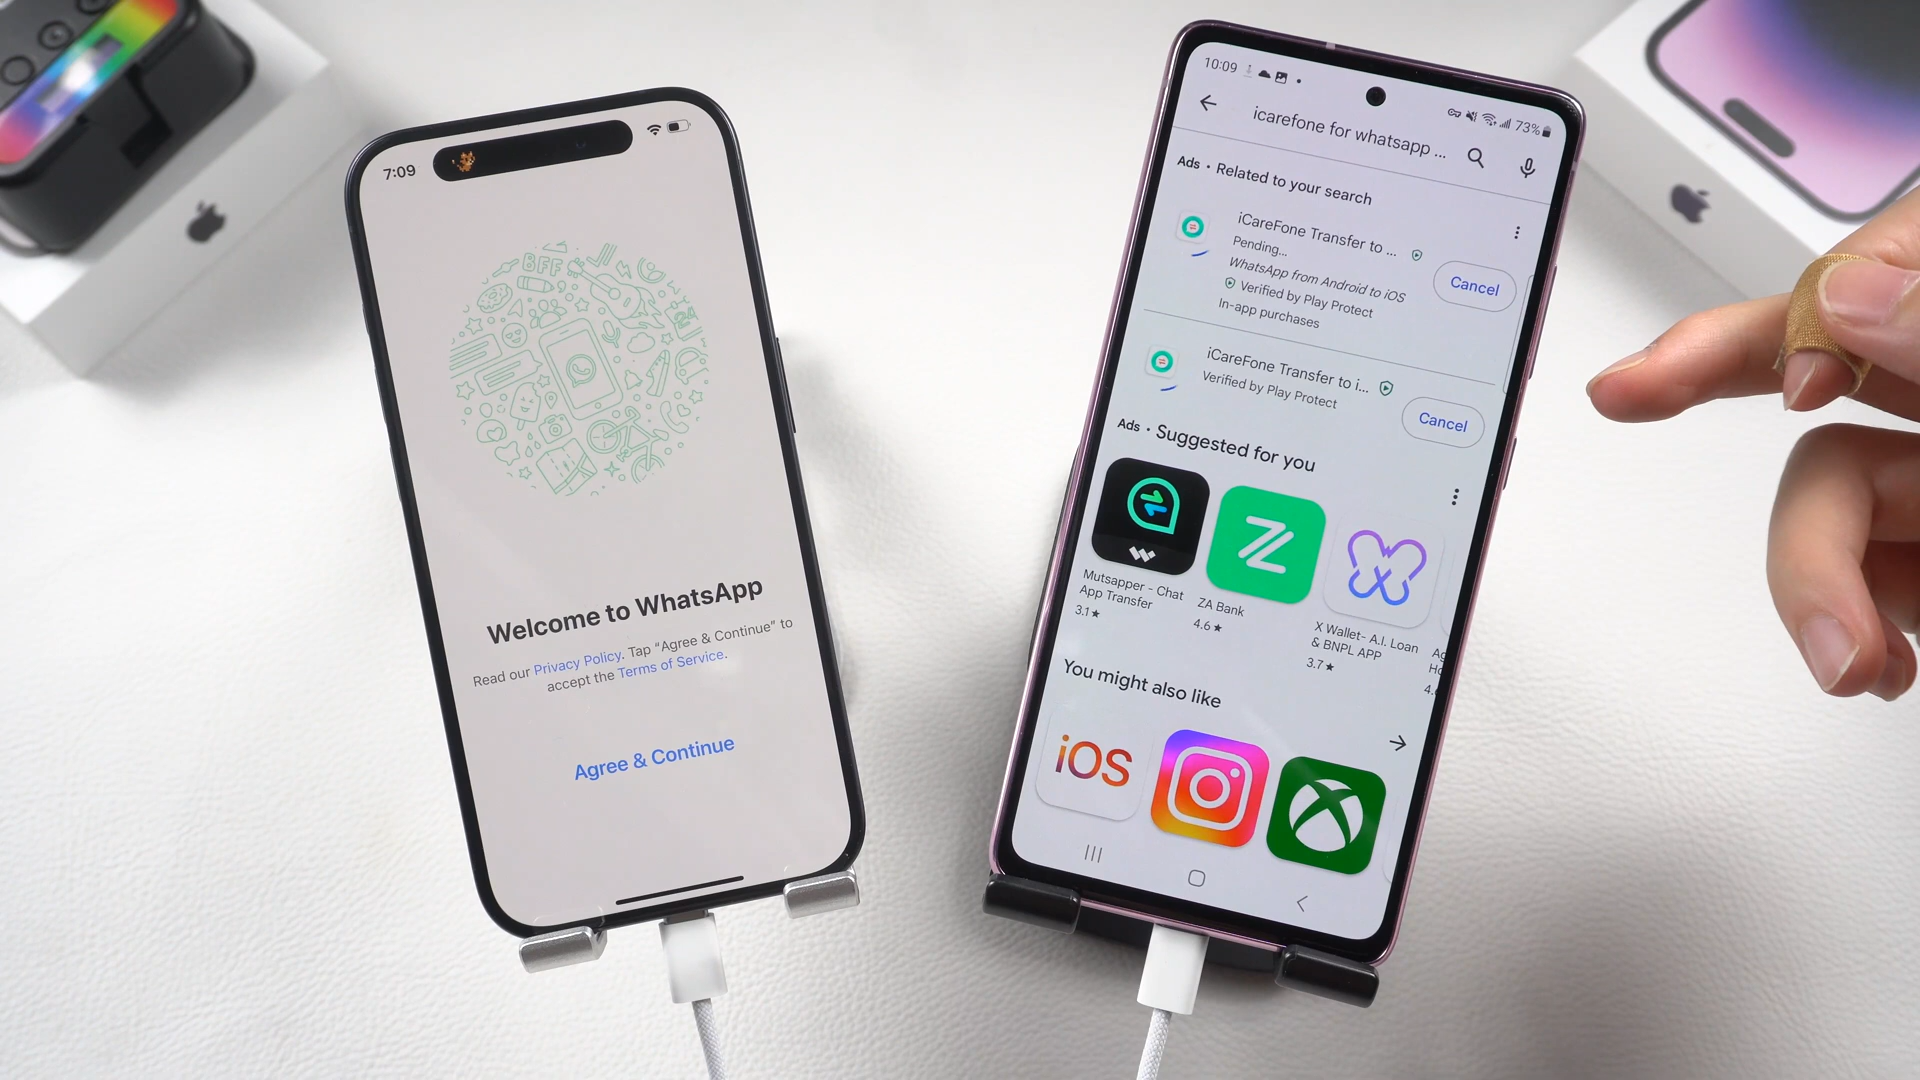 7:09
BFF
24
Welcome to WhatsApp
Read our Privacy Policy. Tap “Agree & Continue” to
accept the Terms of Service.
Agree & Continue
10:09
73%
icarefone for whatsapp ...
Ads • Related to your search
iCareFone Transfer to ...
Pending...
WhatsApp from Android to iOS
Verified by Play Protect
In-app purchases
Cancel
iCareFone Transfer to i...
Verified by Play Protect
Cancel
Ads • Suggested for you
Mutsapper - Chat
App Transfer
3.1★
ZA Bank
4.6★
X Wallet- A.I. Loan
& BNPL APP
3.7★
You might also like
iOS